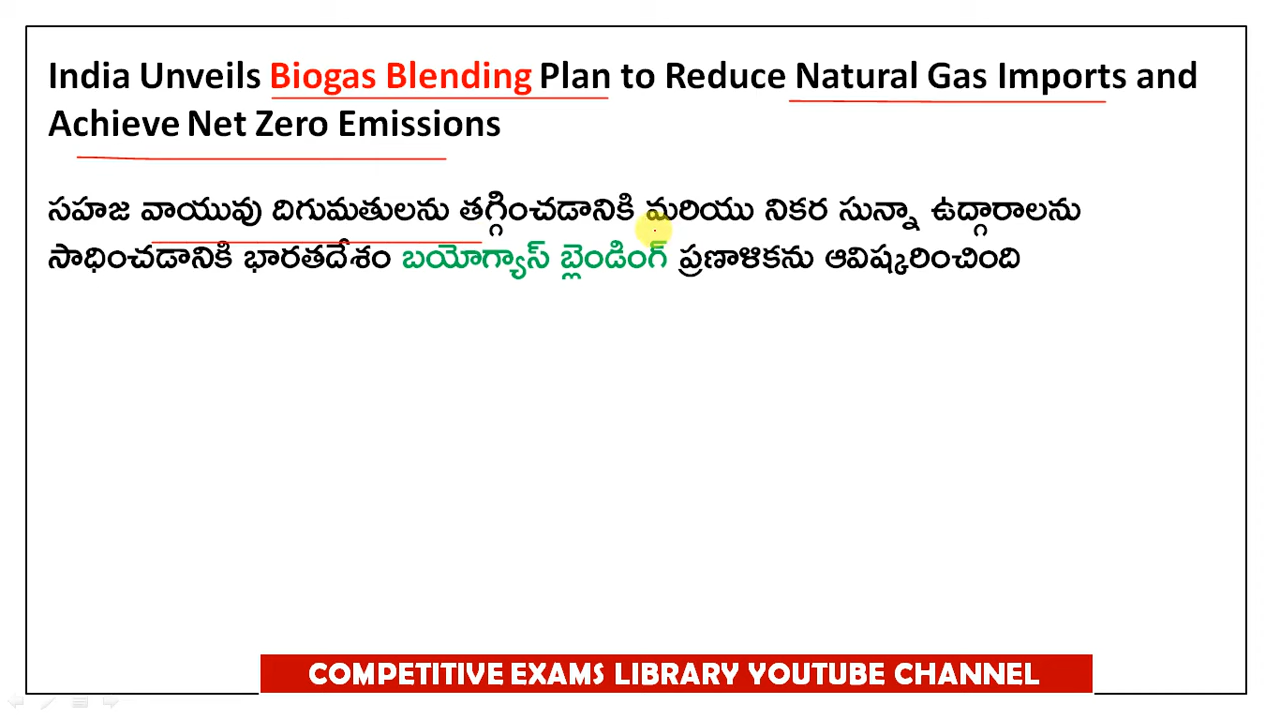 India Unveils Biogas Blending Plan to Reduce Natural Gas Imports and
Achieve Net Zero Emissions
సహజ వాయువు దిగుమతులను తగ్గించడానికి మరియు నికర సున్నా ఉద్గారాలను
సాధించడానికి భారతదేశం బయోగ్యాస్ బ్లెండింగ్ ప్రణాళికను ఆవిష్కరించింది
COMPETITIVE EXAMS LIBRARY YOUTUBE CHANNEL